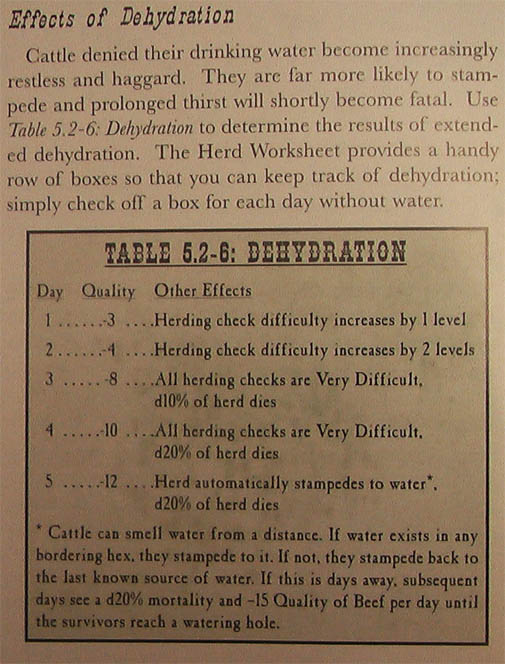 Effects of Dehydration
Cattle denied their drinking water become increasingly
restless and haggard. They are far more likely to stam-
pede and prolonged thirst will shortly become fatal. Use
Table 5.2-6: Dehydration to determine the results of extend-
ed dehydration. The Herd Worksheet provides a handy
row of boxes so that you can keep track of dehydration;
simply check off a box for each day without water.
TABLE 5.2-6: DEHYDRATION
Day Quality Other Effects
1 ......-3 ....Herding check difficulty increases by 1 level
2 ......-4 ....Herding check difficulty increases by 2 levels
3 .....-8 ....All herding checks are Very Difficult,
d10% of herd dies
4 .....-10 ....All herding checks are Very Difficult,
d20% of herd dies
5 .....-12 ....Herd automatically stampedes to water*,
d20% of herd dies
* Cattle can smell water from a distance. If water exists in any
bordering hex, they stampede to it. If not, they stampede back to
the last known source of water. If this is days away, subsequent
days see a d20% mortality and -15 Quality of Beef per day until
the survivors reach a watering hole.